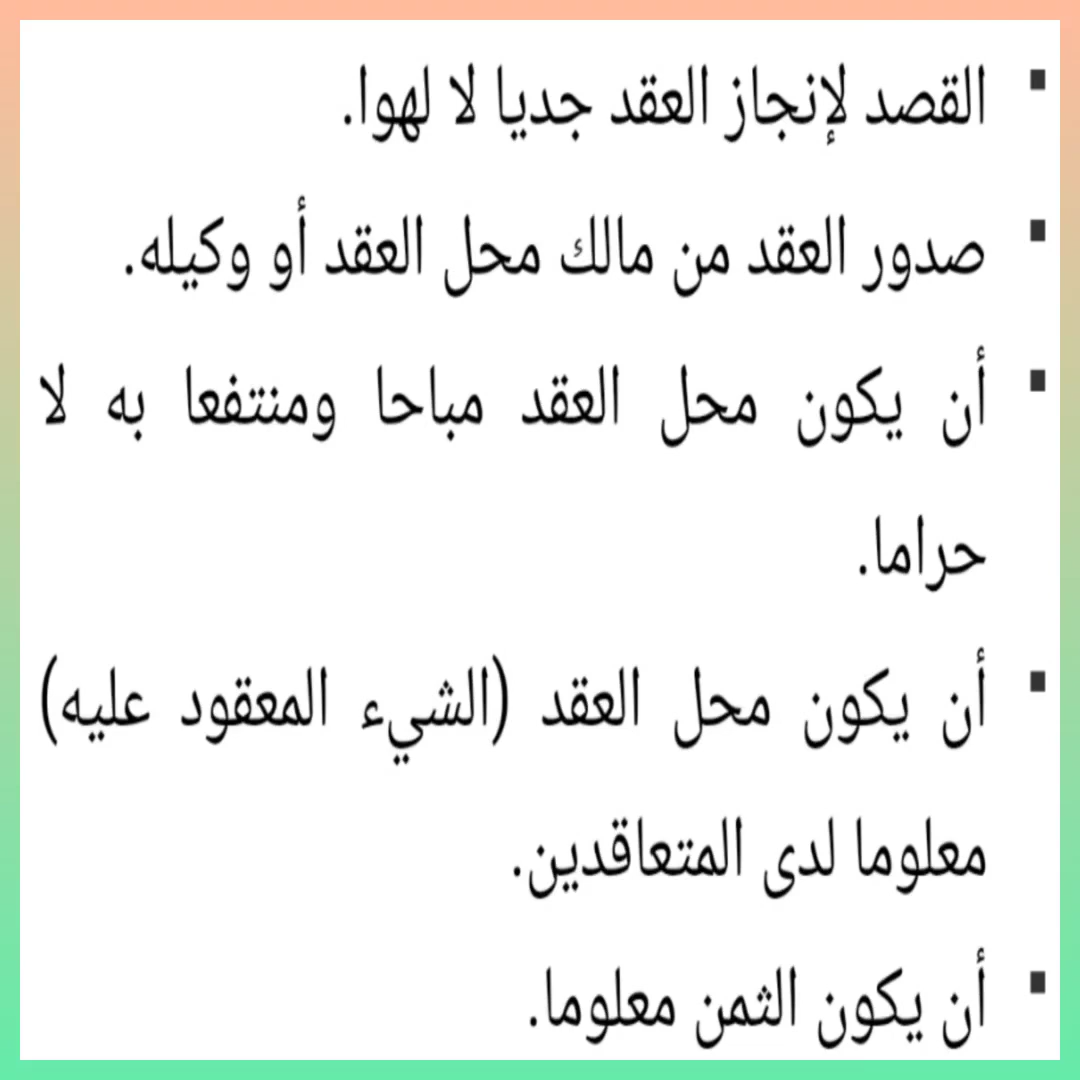 ▪ القصد لإنجاز العقد جديا لا لهوا.
▪ صدور العقد من مالك محل العقد أو وكيله.
▪ أن يكون محل العقد مباحا ومنتفعا به لا
حراما.
▪ أن يكون محل العقد (الشيء المعقود عليه)
معلوما لدى المتعاقدين.
▪ أن يكون الثمن معلوما.